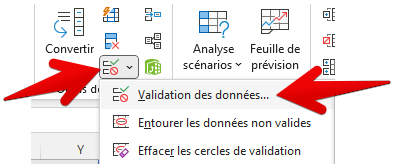 Convertir
Analyse
scénarios
Feuille de
prévision
Validation des données...
Entourer les données non valides
Effacer les cercles de validation
Y